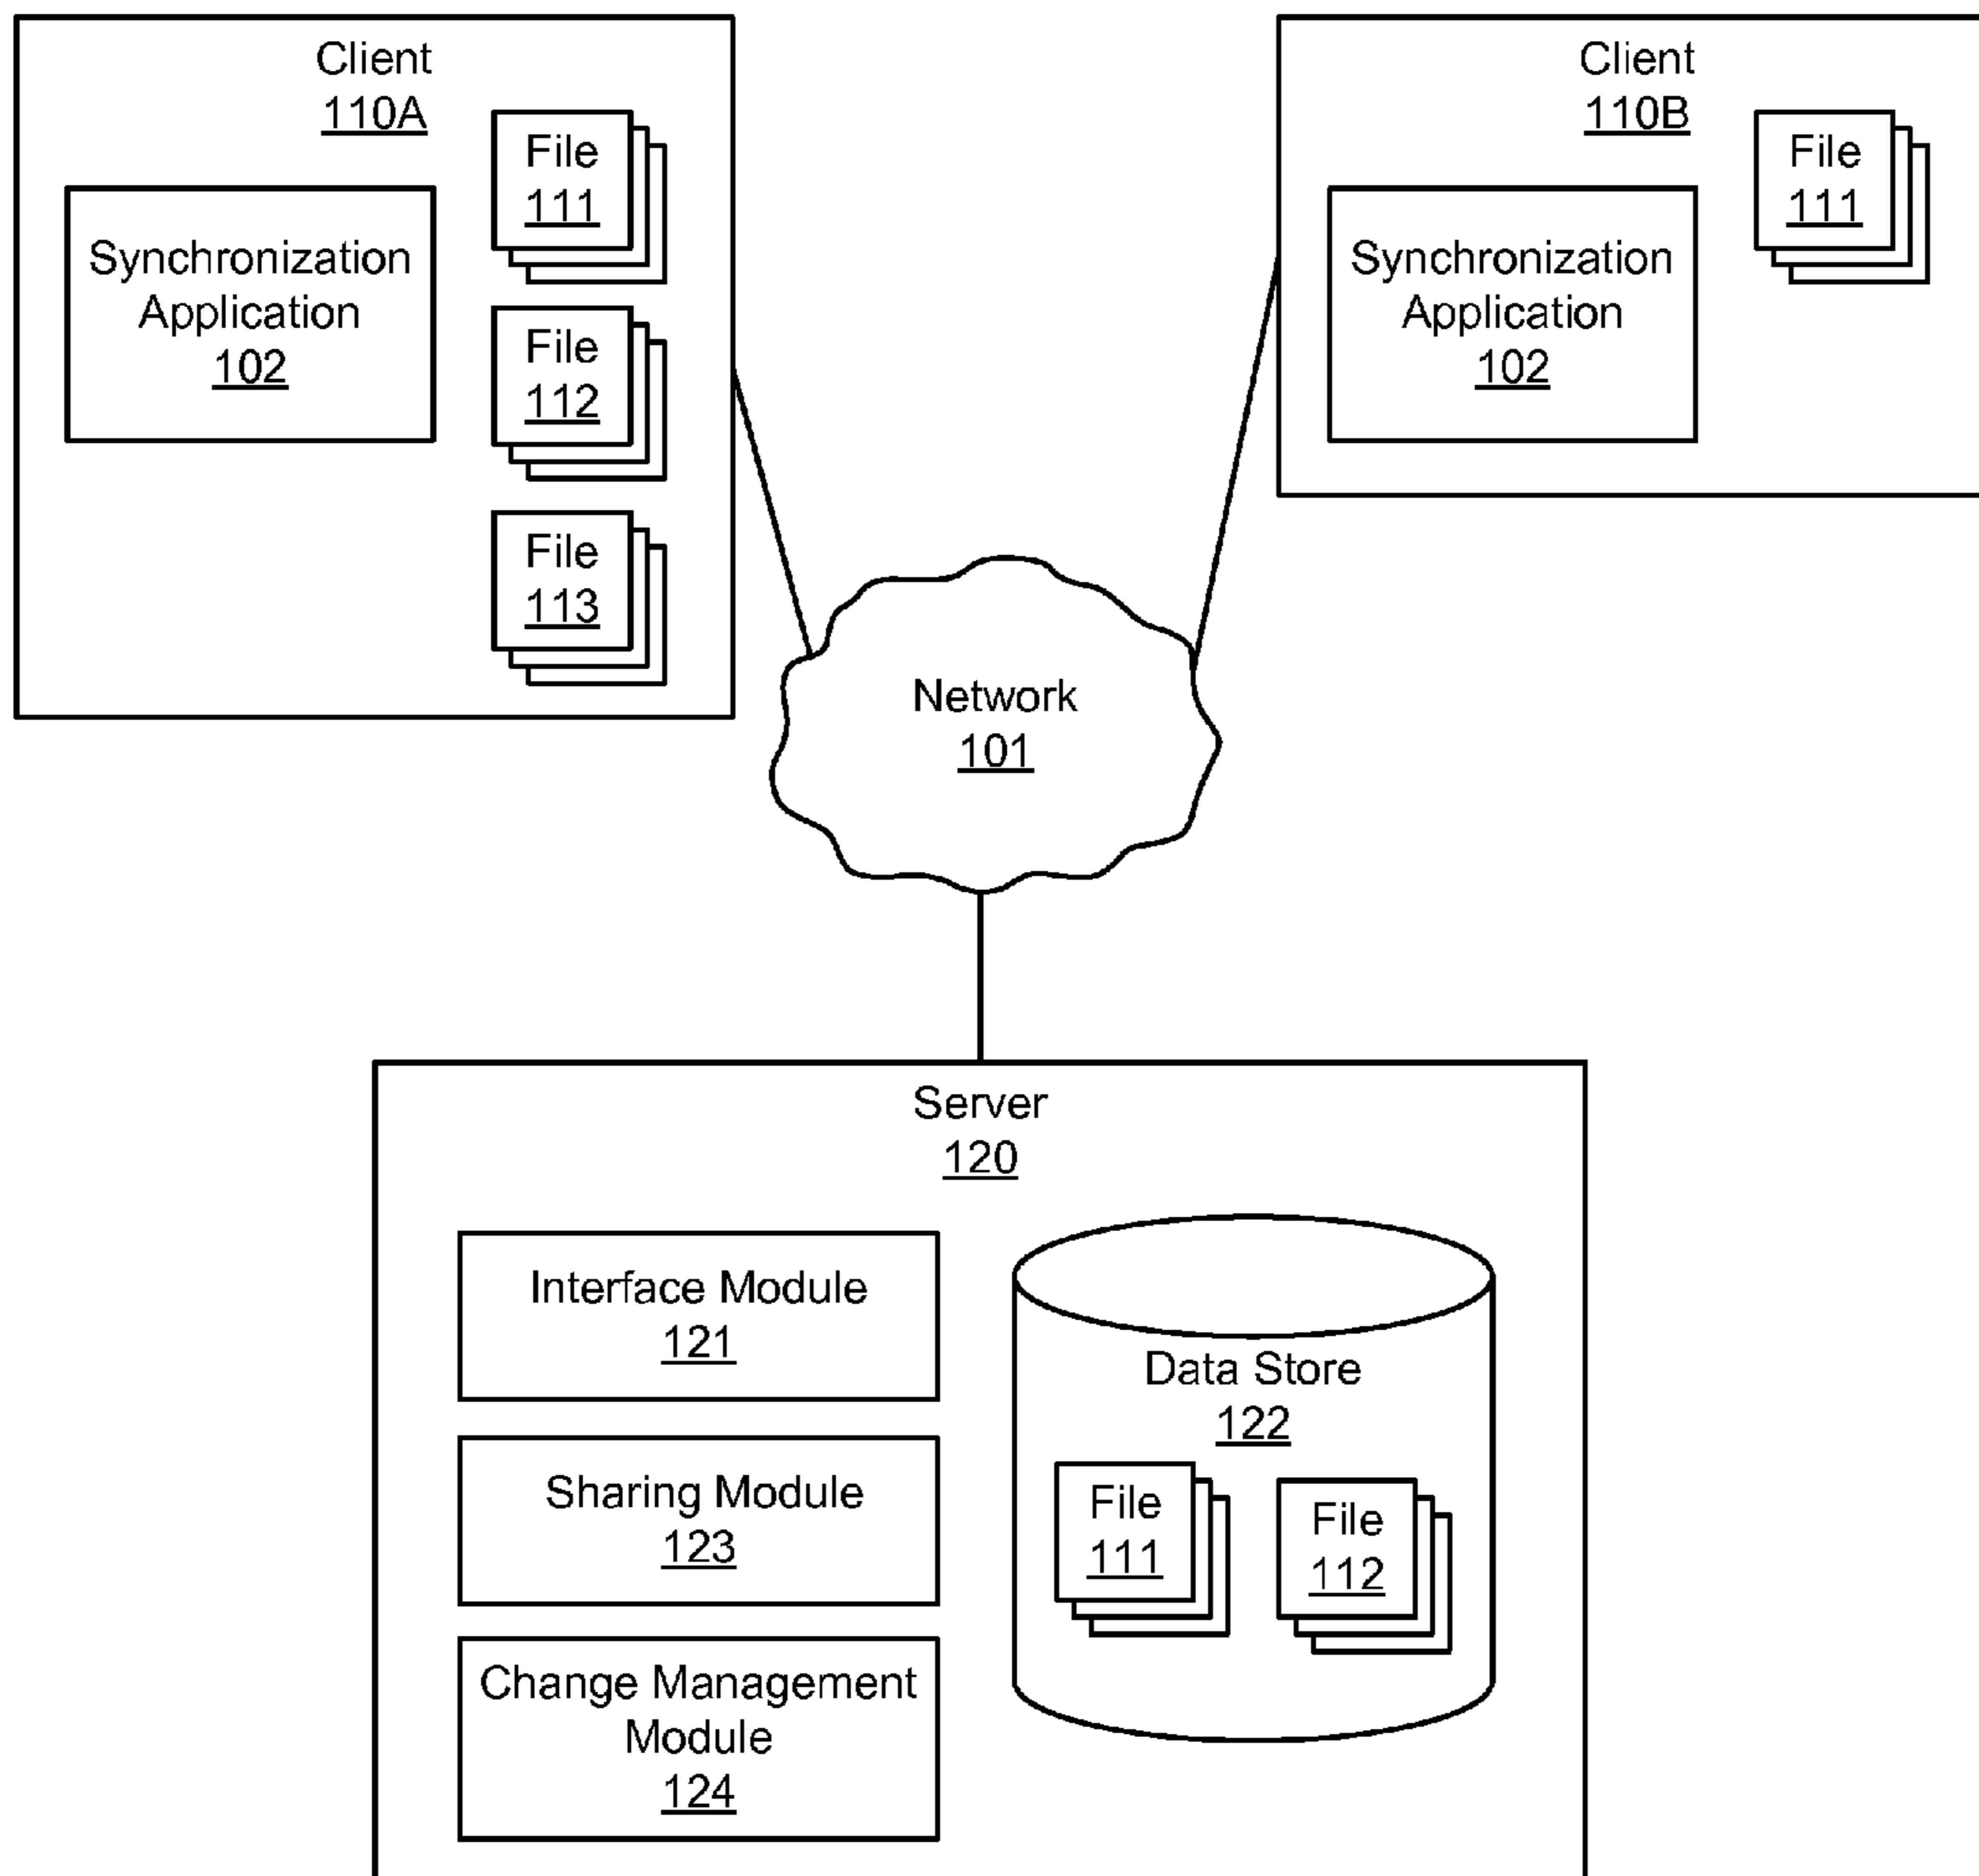 Client
110A
Synchronization
Application
102
File
111
File
112
File
113
Client
110B
Synchronization
Application
102
File
111
Network
101
Server
120
Interface Module
121
Sharing Module
123
Change Management
Module
124
Data Store
122
File
111
File
112